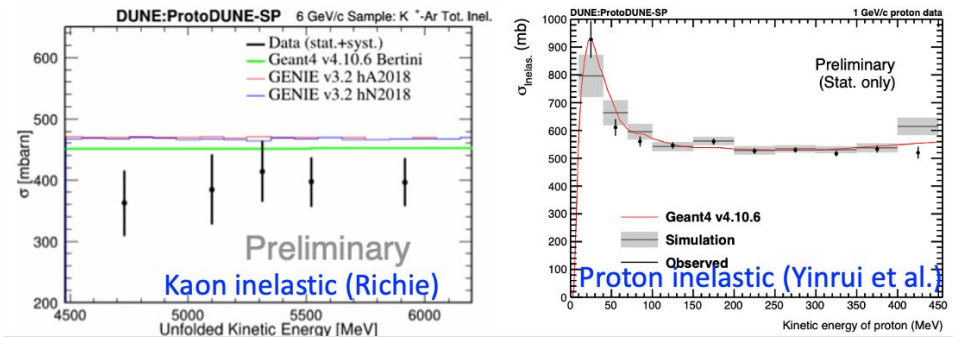 DUNE:ProtoDUNE-SP 6 GeV/c Sample: K⁺-Ar Tot. Inel.
Data (stat.+syst.)
Geant4 v4.10.6 Bertini
GENIE v3.2 hA2018
GENIE v3.2 hN2018
σ [mbarn]
600
500
400
300
200
Preliminary
Kaon inelastic (Richie)
4500 5000 5500 6000
Unfolded Kinetic Energy [MeV]
DUNE:ProtoDUNE-SP 1 GeV/c proton data
σInelas. (mb)
1000
900
800
700
600
500
400
300
200
100
0
Preliminary
(Stat. only)
Geant4 v4.10.6
Simulation
Observed
Proton inelastic (Yinrui et al.)
0 50 100 150 200 250 300 350 400 450
Kinetic energy of proton (MeV)